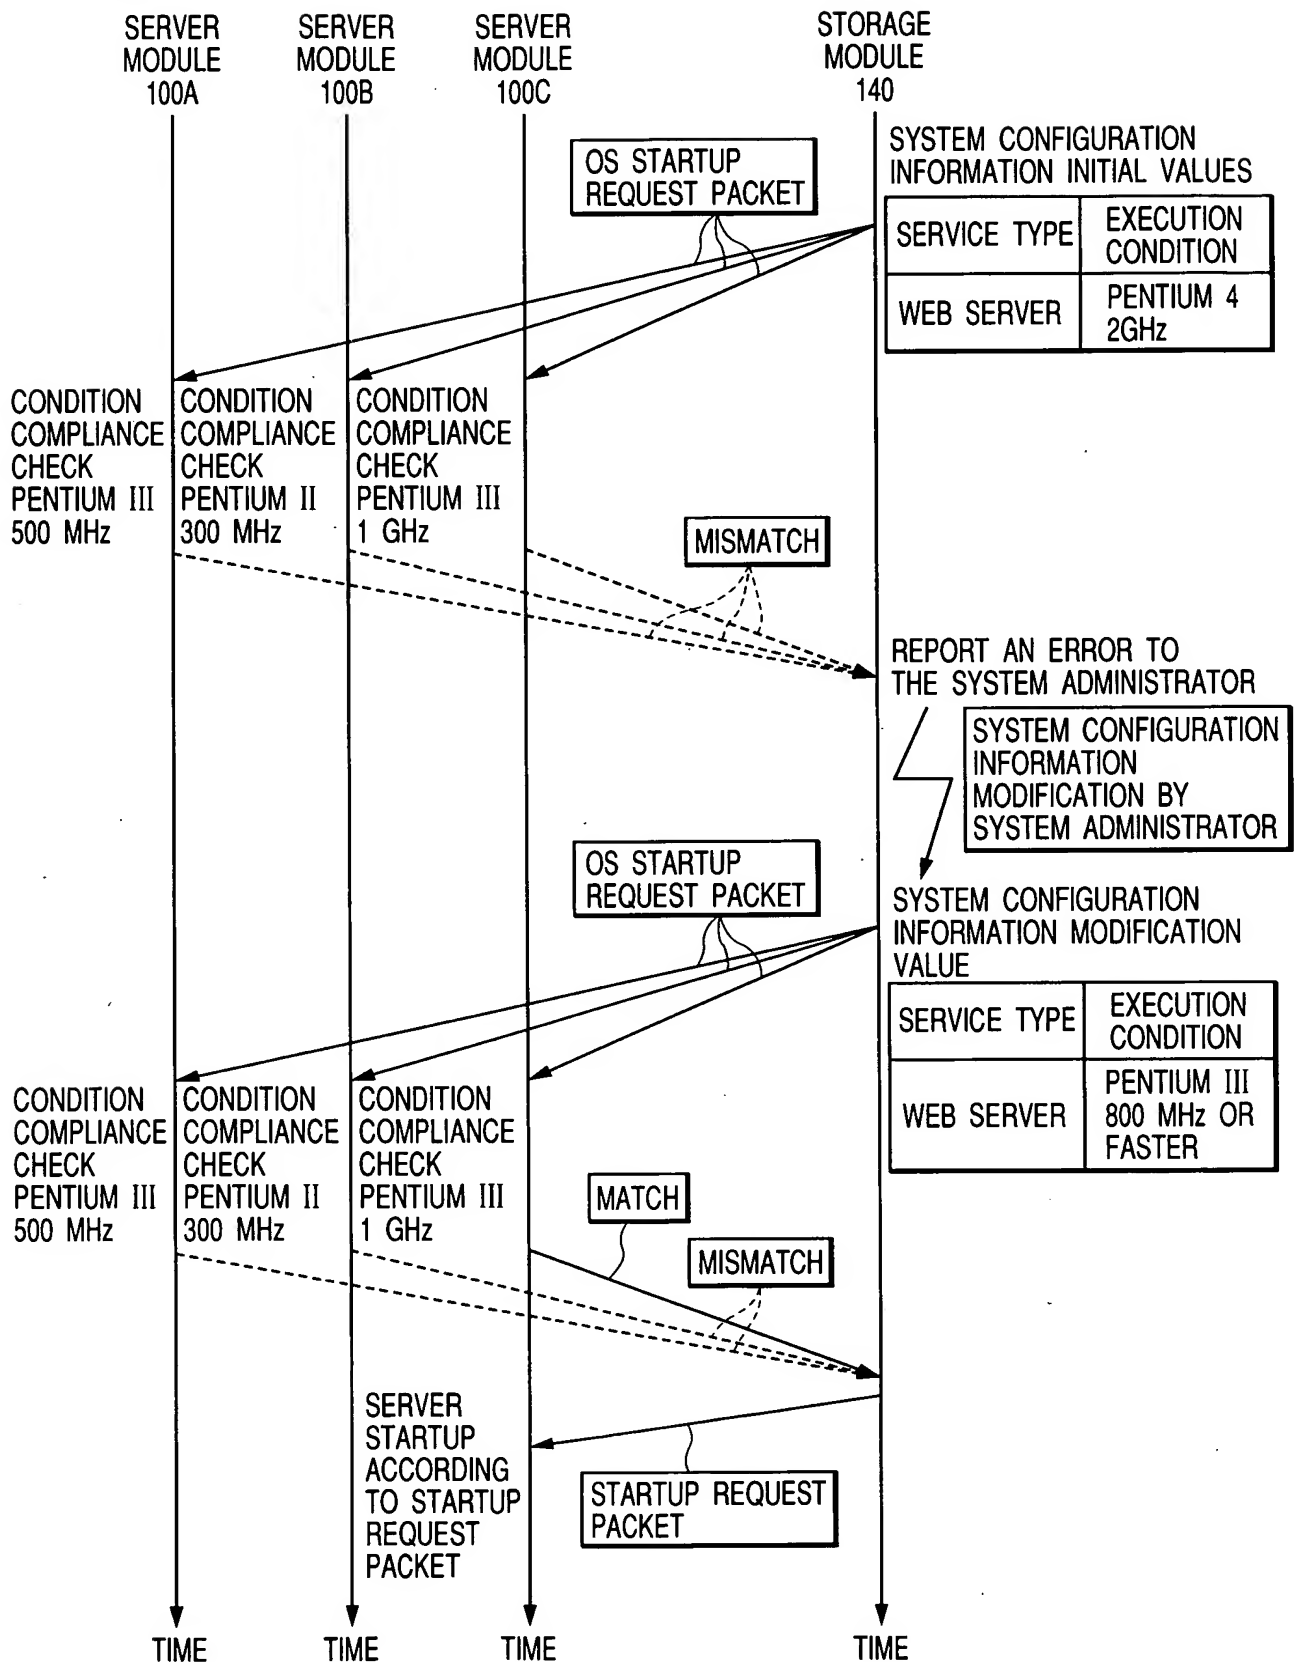 SERVER
MODULE
100A
SERVER
MODULE
100B
SERVER
MODULE
100C
STORAGE
MODULE
140
OS STARTUP
REQUEST PACKET
SYSTEM CONFIGURATION
INFORMATION INITIAL VALUES
SERVICE TYPE
EXECUTION
CONDITION
WEB SERVER
PENTIUM 4
2GHz
CONDITION
COMPLIANCE
CHECK
PENTIUM III
500 MHz
CONDITION
COMPLIANCE
CHECK
PENTIUM II
300 MHz
CONDITION
COMPLIANCE
CHECK
PENTIUM III
1 GHz
MISMATCH
REPORT AN ERROR TO
THE SYSTEM ADMINISTRATOR
SYSTEM CONFIGURATION
INFORMATION
MODIFICATION BY
SYSTEM ADMINISTRATOR
OS STARTUP
REQUEST PACKET
SYSTEM CONFIGURATION
INFORMATION MODIFICATION
VALUE
SERVICE TYPE
EXECUTION
CONDITION
WEB SERVER
PENTIUM III
800 MHz OR
FASTER
CONDITION
COMPLIANCE
CHECK
PENTIUM III
500 MHz
CONDITION
COMPLIANCE
CHECK
PENTIUM II
300 MHz
CONDITION
COMPLIANCE
CHECK
PENTIUM III
1 GHz
MATCH
MISMATCH
SERVER
STARTUP
ACCORDING
TO STARTUP
REQUEST
PACKET
STARTUP REQUEST
PACKET
TIME
TIME
TIME
TIME